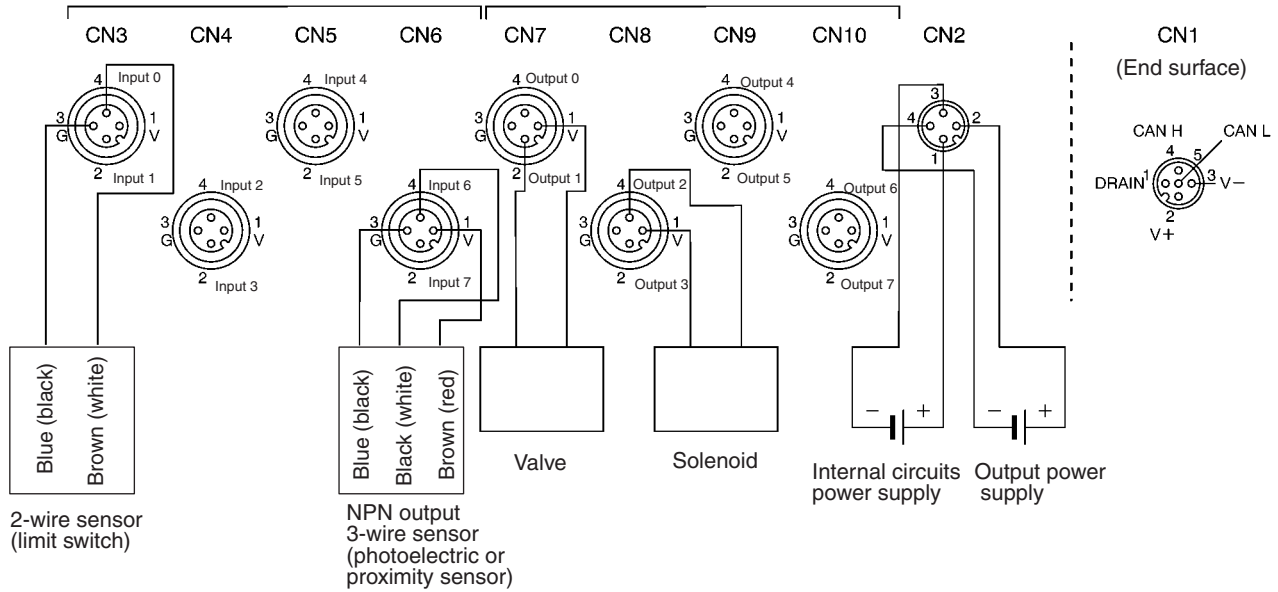 CN3 CN4 CN5 CN6 CN7 CN8 CN9 CN10 CN2 CN1
(End surface)
4 Input 0
3 G
1 V
2 Input 1
4 Input 2
3 G
1 V
2 Input 3
4 Input 4
3 G
1 V
2 Input 5
4 Input 6
3 G
1 V
2 Input 7
4 Output 0
3 G
1 V
2 Output 1
4 Output 2
3 G
1 V
2 Output 3
4 Output 4
3 G
1 V
2 Output 5
4 Output 6
3 G
1 V
2 Output 7
3
4 2
1
CAN H CAN L
4 5
DRAIN 1 3 V−
2
V+
Blue (black)
Brown (white)
2-wire sensor
(limit switch)
Blue (black)
Black (white)
Brown (red)
NPN output
3-wire sensor
(photoelectric or
proximity sensor)
Valve
Solenoid
− +
Internal circuits
power supply
− +
Output power
supply